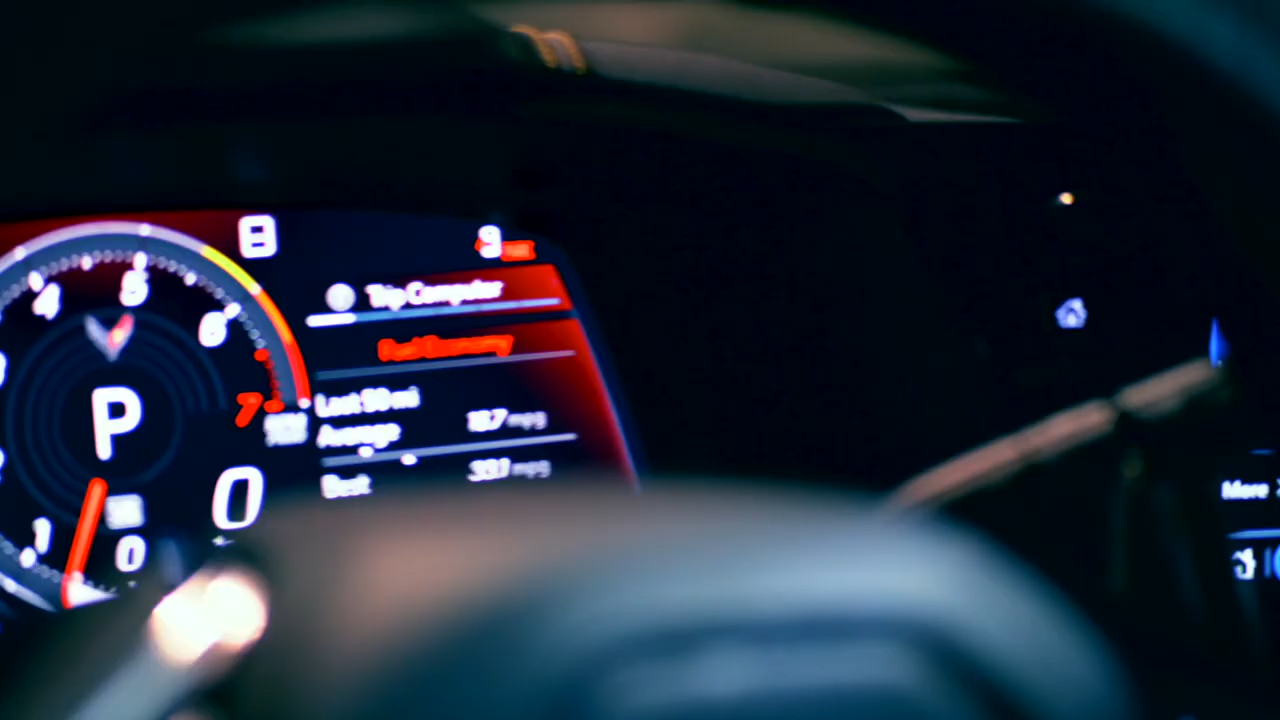 8
9
Trip Computer
4 5 6 7
Fuel Economy
P
Last 50 mi
Average
mpg
Best
mpg
0
1 0
More